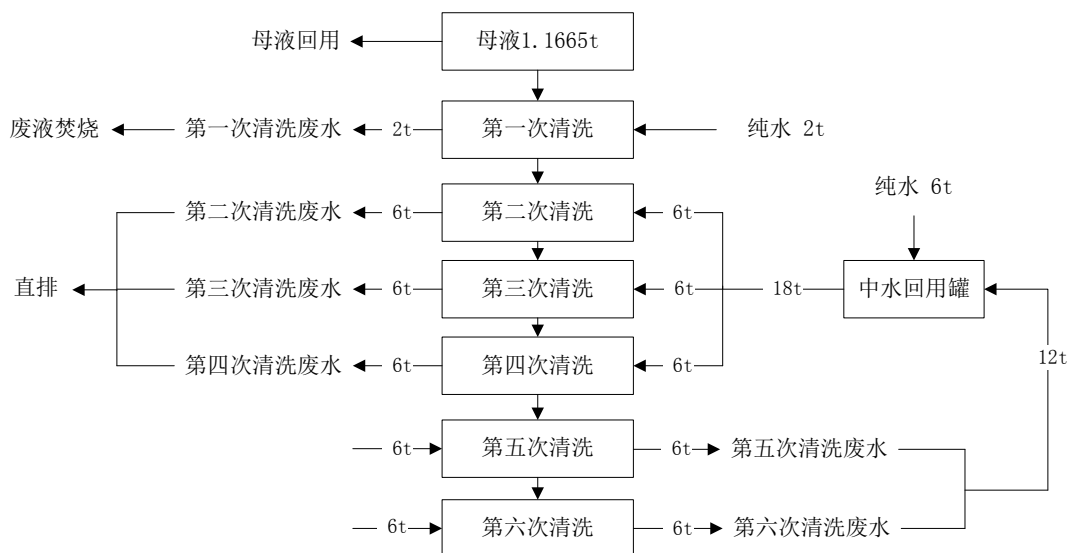 母液回用
母液1.1665t
废液焚烧
第一次清洗废水
2t
第一次清洗
纯水 2t
纯水 6t
第二次清洗废水
6t
第二次清洗
6t
直排
第三次清洗废水
6t
第三次清洗
6t
18t
中水回用罐
第四次清洗废水
6t
第四次清洗
6t
12t
6t
第五次清洗
6t
第五次清洗废水
6t
第六次清洗
6t
第六次清洗废水